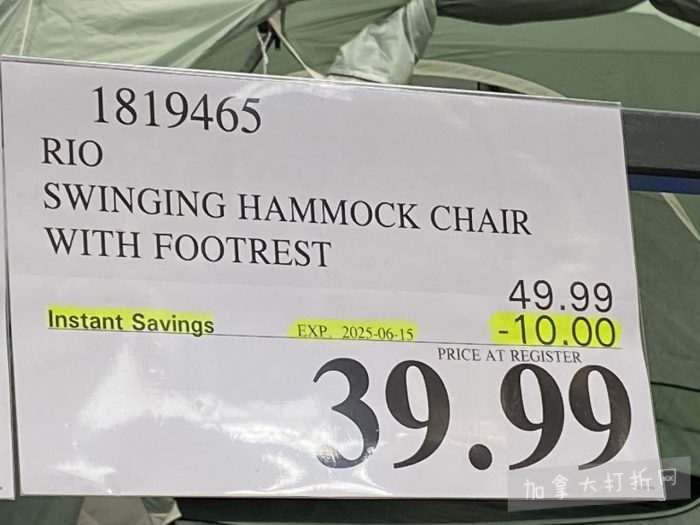 1819465
RIO
SWINGING HAMMOCK CHAIR
WITH FOOTREST
49.99
Instant Savings EXP. 2025-06-15 -10.00
PRICE AT REGISTER
39.99
加拿大打折网